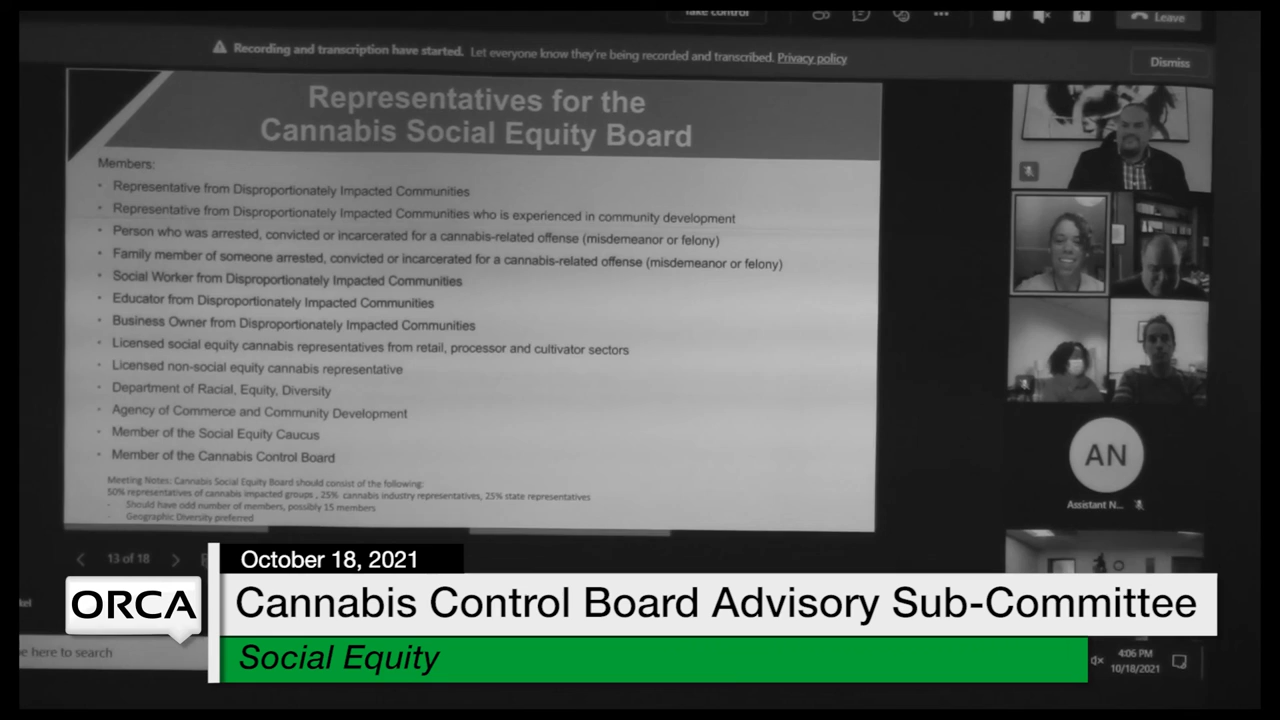 Take control
Leave
Recording and transcription have started. Let everyone know they're being recorded and transcribed. Privacy policy
Dismiss
Representatives for the
Cannabis Social Equity Board
Members:
• Representative from Disproportionately Impacted Communities
• Representative from Disproportionately Impacted Communities who is experienced in community development
• Person who was arrested, convicted or incarcerated for a cannabis-related offense (misdemeanor or felony)
• Family member of someone arrested, convicted or incarcerated for a cannabis-related offense (misdemeanor or felony)
• Social Worker from Disproportionately Impacted Communities
• Educator from Disproportionately Impacted Communities
• Business Owner from Disproportionately Impacted Communities
• Licensed social equity cannabis representatives from retail, processor and cultivator sectors
• Licensed non-social equity cannabis representative
• Department of Racial, Equity, Diversity
• Agency of Commerce and Community Development
• Member of the Social Equity Caucus
• Member of the Cannabis Control Board
Meeting Notes: Cannabis Social Equity Board should consist of the following:
50% representatives of cannabis impacted groups , 25% cannabis industry representatives, 25% state representatives
- Should have odd number of members, possibly 15 members
- Geographic Diversity preferred
AN
Assistant N...
13 of 18
October 18, 2021
ORCA
Cannabis Control Board Advisory Sub-Committee
Social Equity
here to search
4:06 PM
10/18/2021